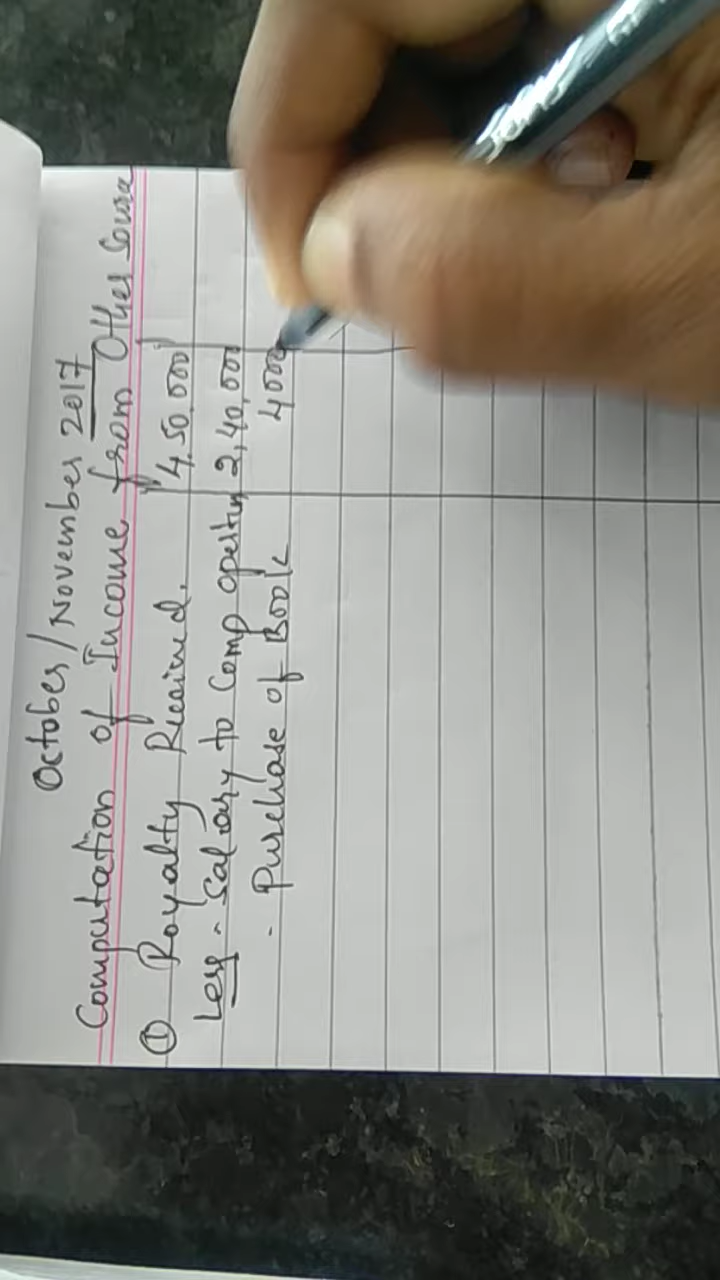 October/November 2017
Computation of Income from Other Source
① Royalty Received. 4,50,000
Less - Salary to Comp opertin 2,40,000
- Purchase of Book 4000